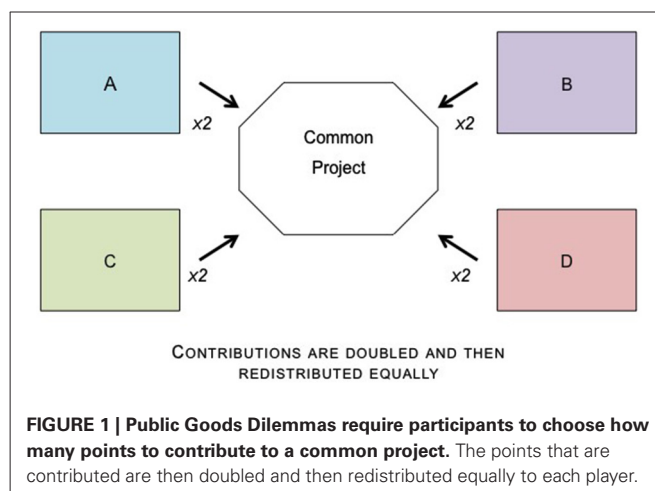 A
B
x2
x2
Common
Project
C
D
x2
x2
CONTRIBUTIONS ARE DOUBLED AND THEN
REDISTRIBUTED EQUALLY
FIGURE 1 | Public Goods Dilemmas require participants to choose how
many points to contribute to a common project. The points that are
contributed are then doubled and then redistributed equally to each player.